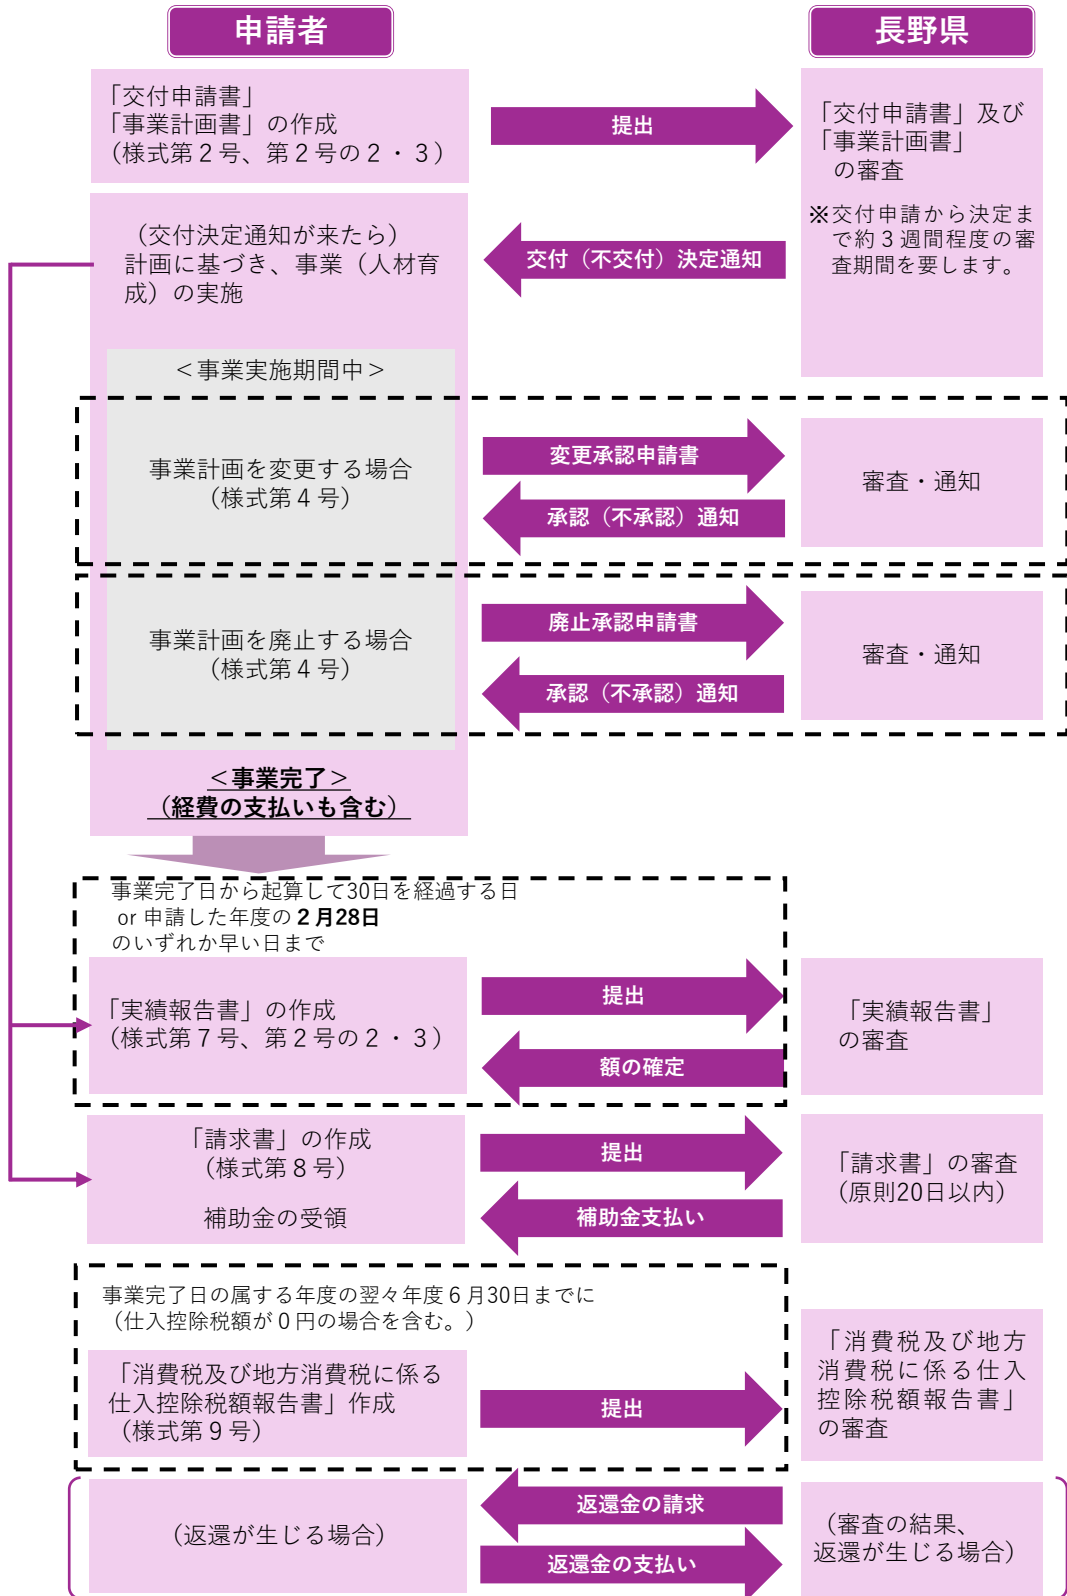 申請者
長野県
「交付申請書」
「事業計画書」の作成
（様式第２号、第２号の２・３）
提出
「交付申請書」及び
「事業計画書」
の審査
※交付申請から決定ま
で約３週間程度の審
査期間を要します。
（交付決定通知が来たら）
計画に基づき、事業（人材育
成）の実施
交付（不交付）決定通知
＜事業実施期間中＞
事業計画を変更する場合
（様式第４号）
変更承認申請書
承認（不承認）通知
審査・通知
事業計画を廃止する場合
（様式第４号）
廃止承認申請書
承認（不承認）通知
審査・通知
＜事業完了＞
（経費の支払いも含む）
事業完了日から起算して30日を経過する日
or 申請した年度の２月28日
のいずれか早い日まで
「実績報告書」の作成
（様式第７号、第２号の２・３）
提出
額の確定
「実績報告書」
の審査
「請求書」の作成
（様式第８号）
補助金の受領
提出
補助金支払い
「請求書」の審査
（原則20日以内）
事業完了日の属する年度の翌々年度６月30日までに
（仕入控除税額が０円の場合を含む。）
「消費税及び地方消費税に係る
仕入控除税額報告書」作成
（様式第９号）
提出
「消費税及び地方
消費税に係る仕入
控除税額報告書」
の審査
（返還が生じる場合）
返還金の請求
返還金の支払い
（審査の結果、
返還が生じる場合）